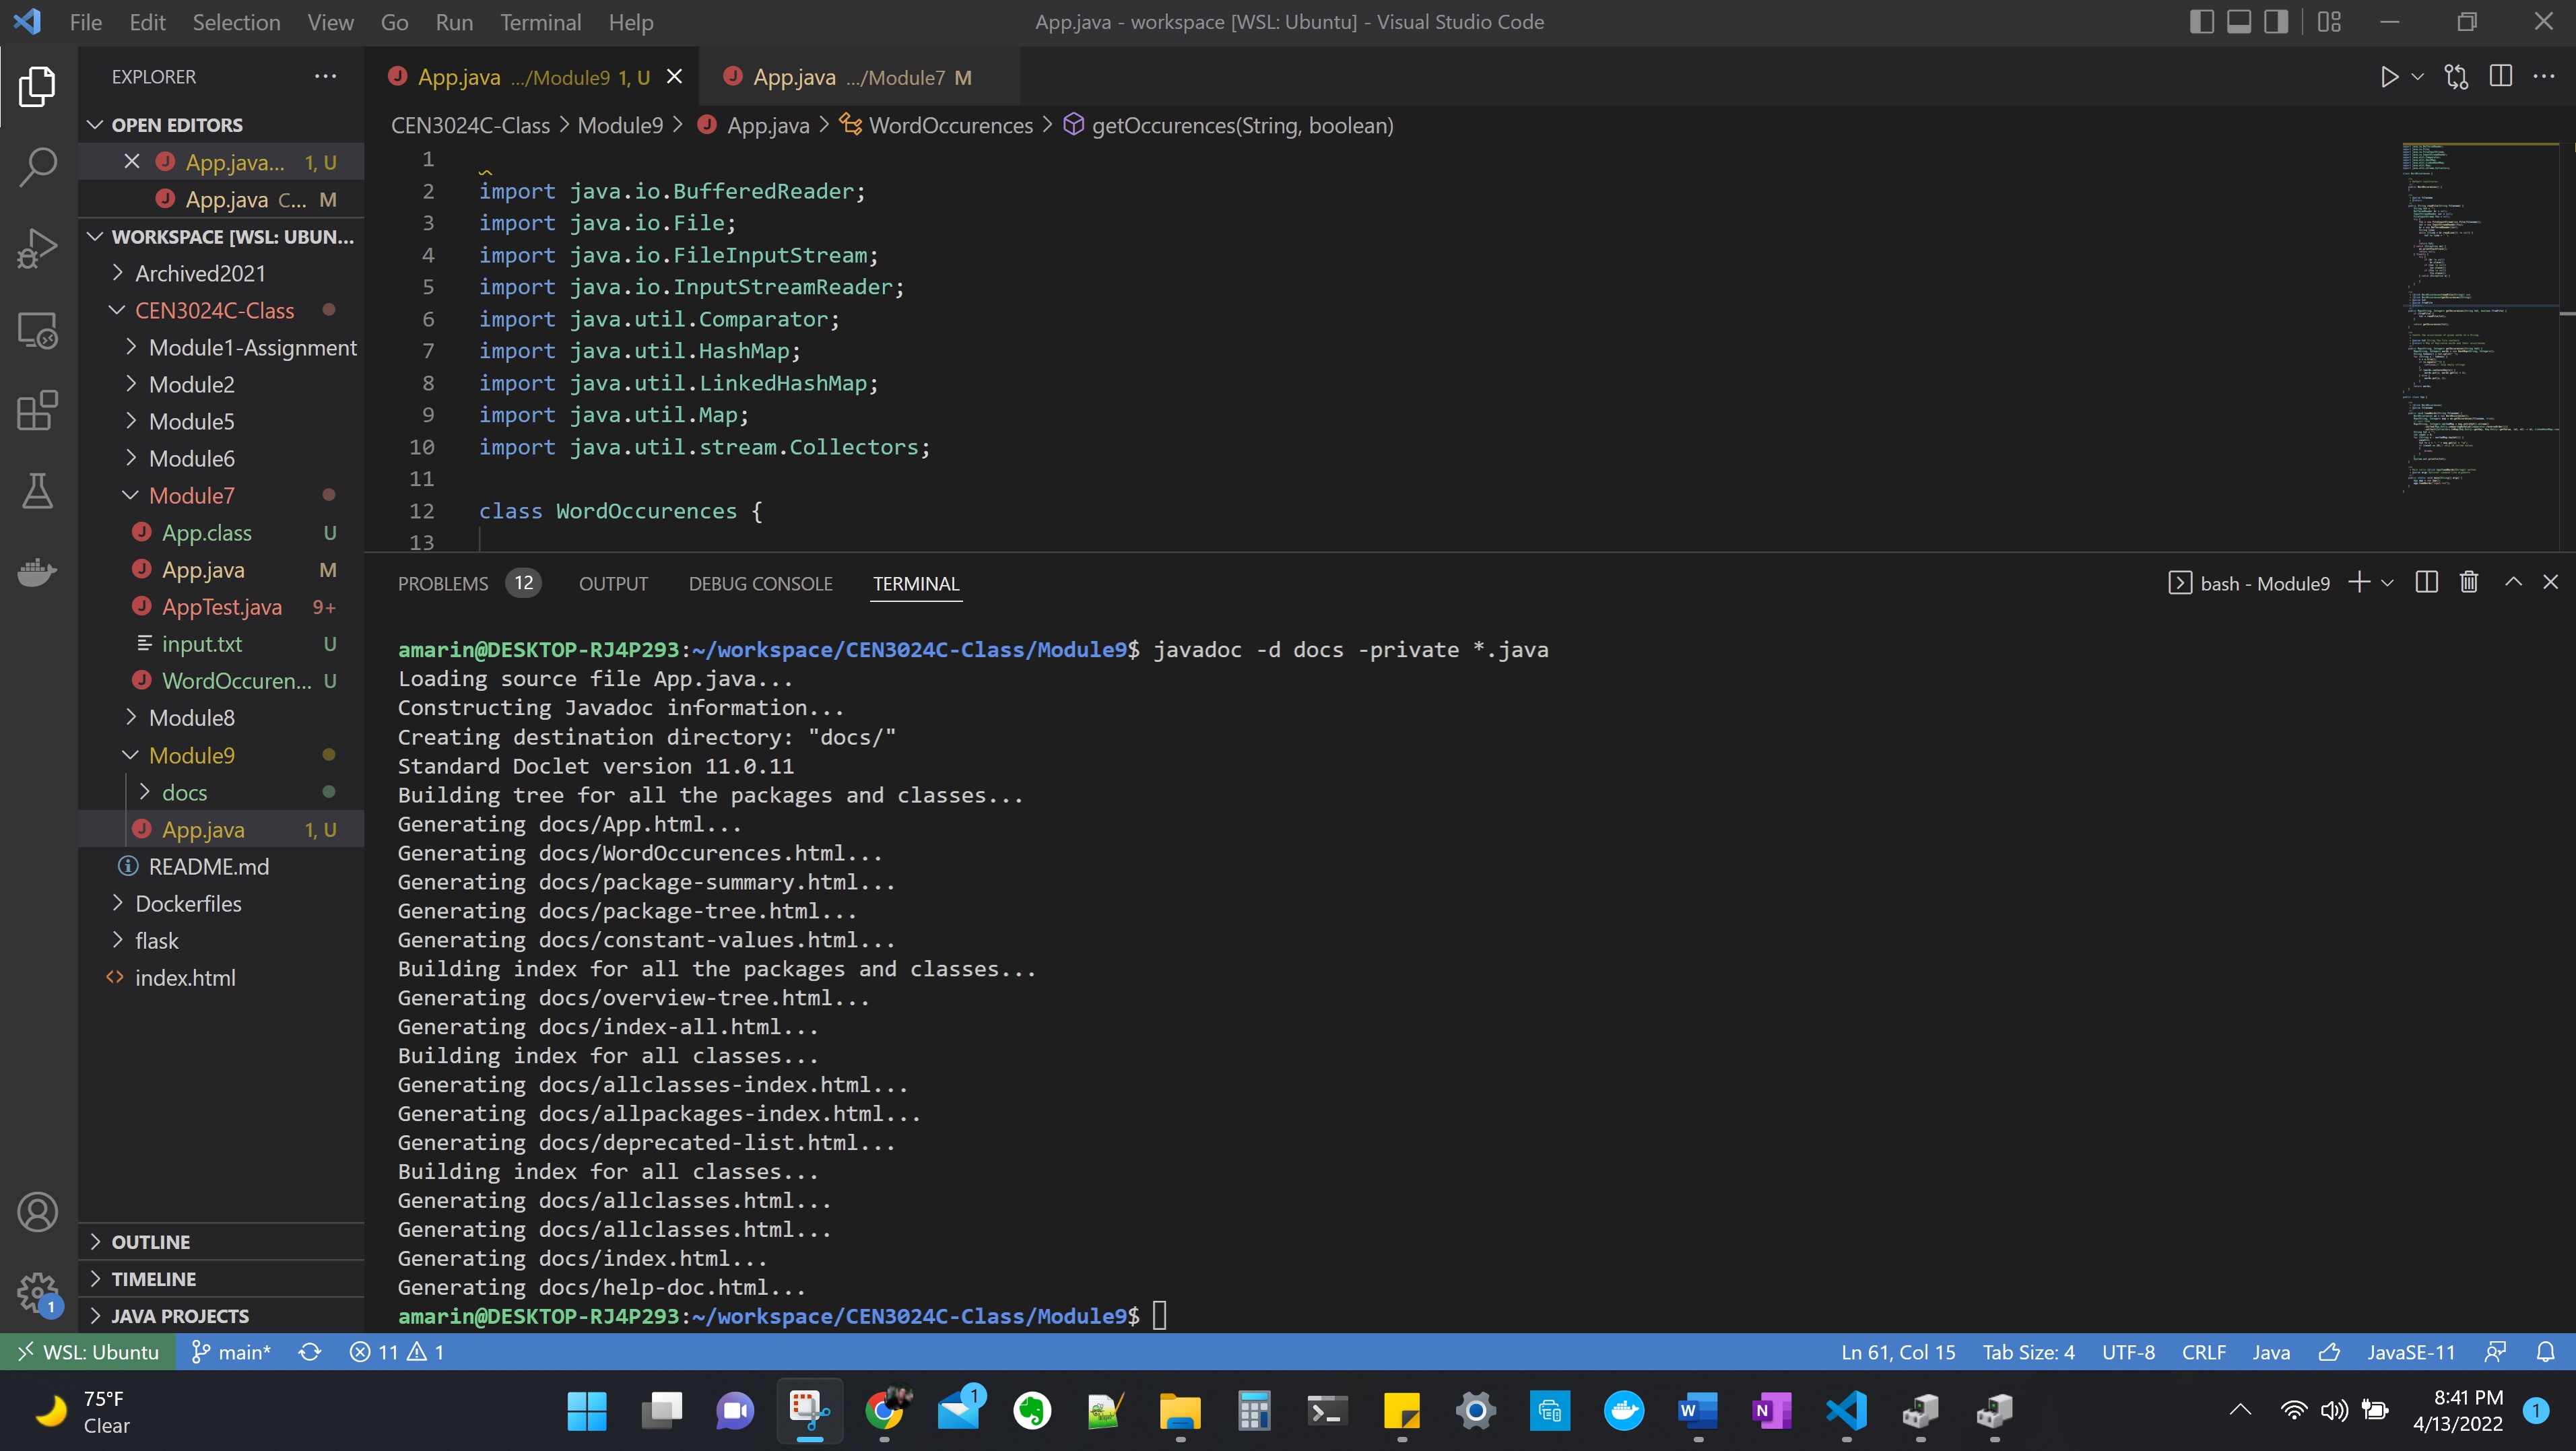 File Edit Selection View Go Run Terminal Help
App.java - workspace [WSL: Ubuntu] - Visual Studio Code
EXPLORER
OPEN EDITORS
App.java... 1, U
App.java C... M
WORKSPACE [WSL: UBUN...
Archived2021
CEN3024C-Class
Module1-Assignment
Module2
Module5
Module6
Module7
App.class U
App.java M
AppTest.java 9+
input.txt U
WordOccuren... U
Module8
Module9
docs
App.java 1, U
README.md
Dockerfiles
flask
index.html
OUTLINE
TIMELINE
JAVA PROJECTS
1
App.java .../Module9 1, U
App.java .../Module7 M
CEN3024C-Class > Module9 > App.java > WordOccurences > getOccurences(String, boolean)
1
2 import java.io.BufferedReader;
3 import java.io.File;
4 import java.io.FileInputStream;
5 import java.io.InputStreamReader;
6 import java.util.Comparator;
7 import java.util.HashMap;
8 import java.util.LinkedHashMap;
9 import java.util.Map;
10 import java.util.stream.Collectors;
11
12 class WordOccurences {
13
PROBLEMS 12 OUTPUT DEBUG CONSOLE TERMINAL
bash - Module9
amarin@DESKTOP-RJ4P293:~/workspace/CEN3024C-Class/Module9$ javadoc -d docs -private *.java
Loading source file App.java...
Constructing Javadoc information...
Creating destination directory: "docs/"
Standard Doclet version 11.0.11
Building tree for all the packages and classes...
Generating docs/App.html...
Generating docs/WordOccurences.html...
Generating docs/package-summary.html...
Generating docs/package-tree.html...
Generating docs/constant-values.html...
Building index for all the packages and classes...
Generating docs/overview-tree.html...
Generating docs/index-all.html...
Building index for all classes...
Generating docs/allclasses-index.html...
Generating docs/allpackages-index.html...
Generating docs/deprecated-list.html...
Building index for all classes...
Generating docs/allclasses.html...
Generating docs/allclasses.html...
Generating docs/index.html...
Generating docs/help-doc.html...
amarin@DESKTOP-RJ4P293:~/workspace/CEN3024C-Class/Module9$
WSL: Ubuntu main* 11 1
Ln 61, Col 15 Tab Size: 4 UTF-8 CRLF Java JavaSE-11
75°F
Clear
1
8:41 PM
4/13/2022
1